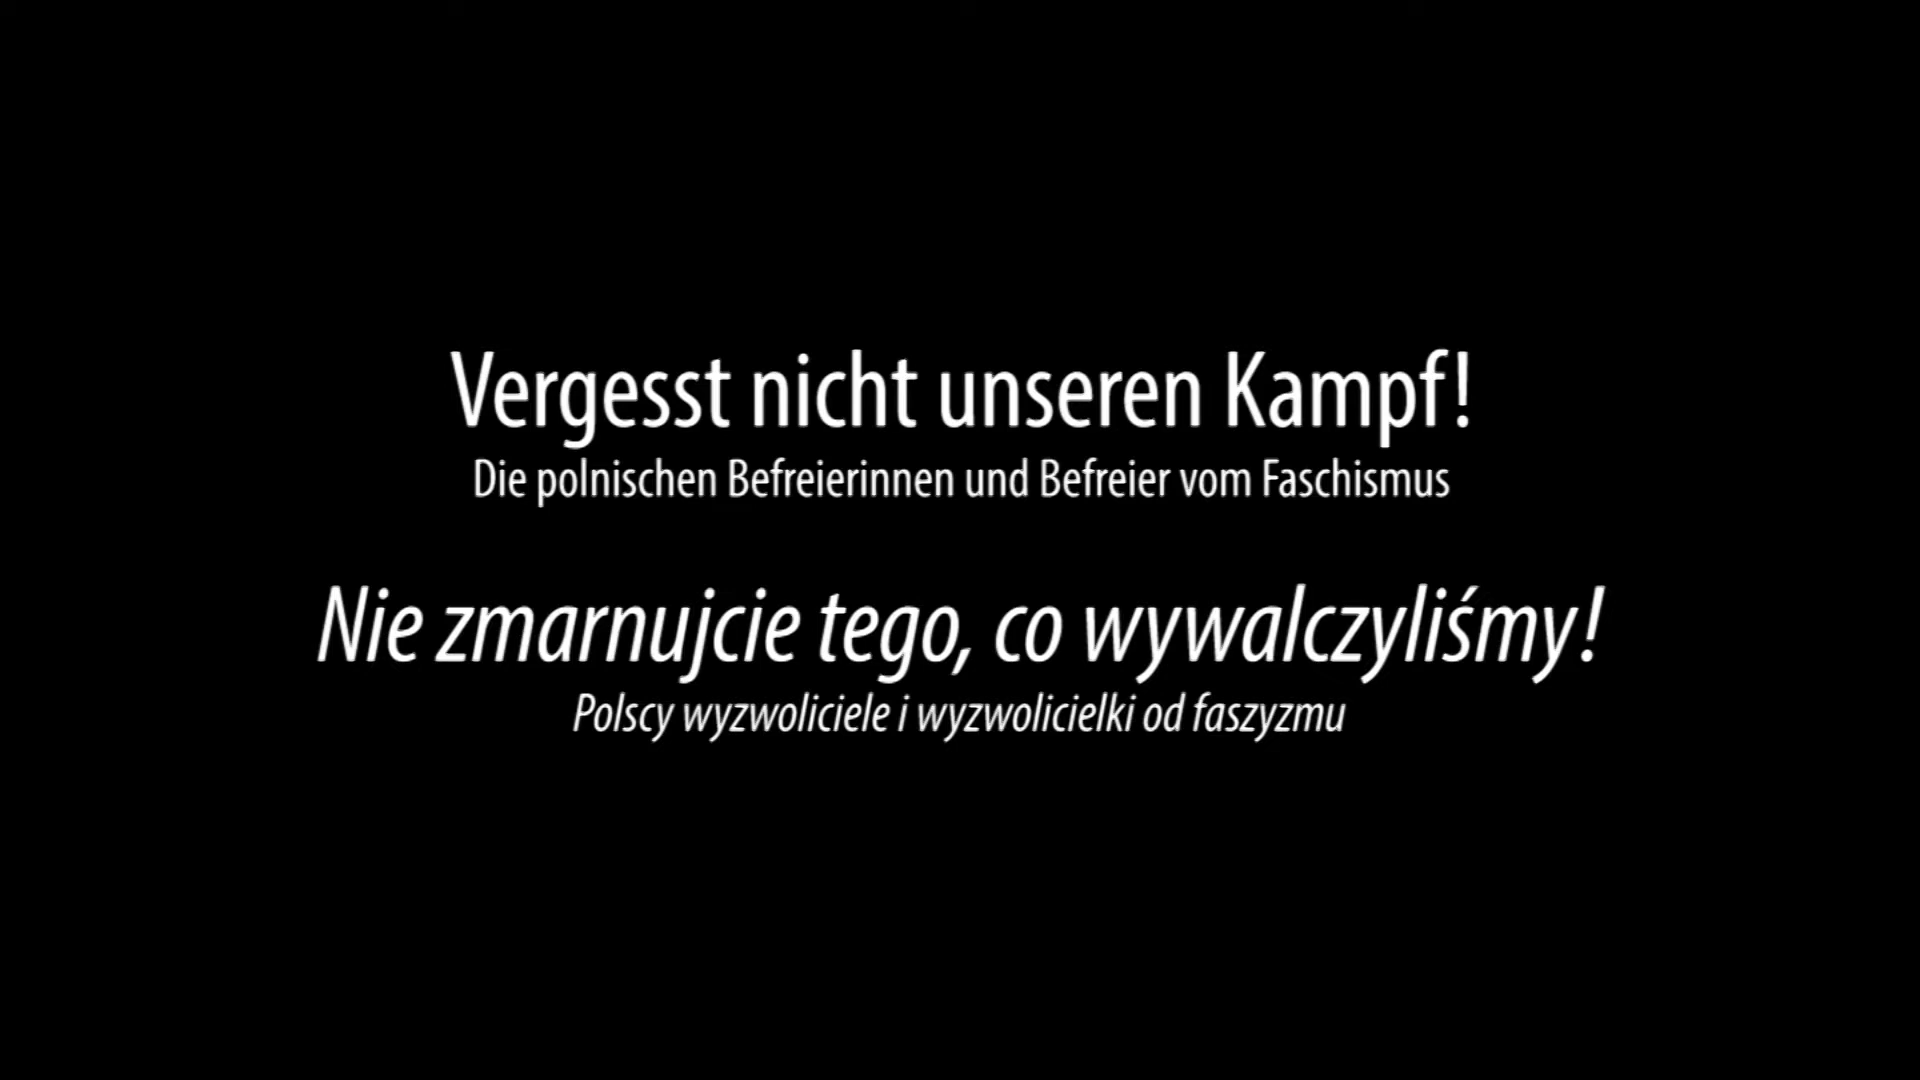 Vergesst nicht unseren Kampf!
Die polnischen Befreierinnen und Befreier vom Faschismus
Nie zmarnujcie tego, co wywalczyliśmy!
Polscy wyzwoliciele i wyzwolicielki od faszyzmu